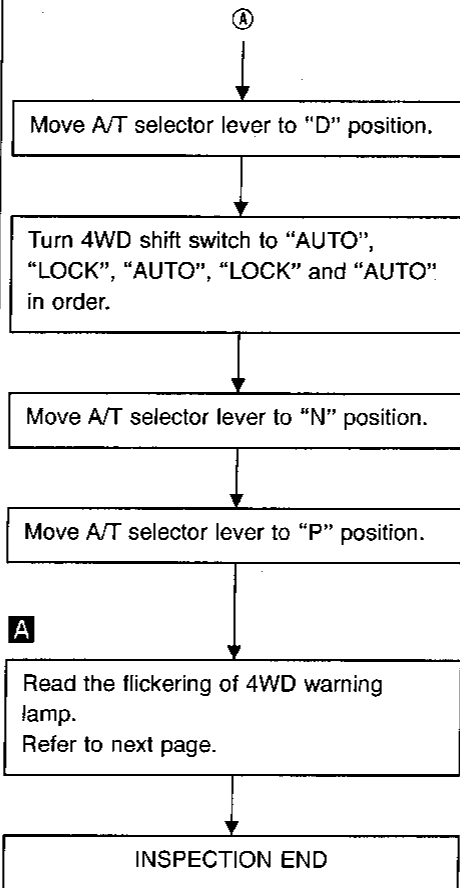 Ⓐ
Move A/T selector lever to “D” position.
Turn 4WD shift switch to “AUTO”,
“LOCK”, “AUTO”, “LOCK” and “AUTO”
in order.
Move A/T selector lever to “N” position.
Move A/T selector lever to “P” position.
A
Read the flickering of 4WD warning
lamp.
Refer to next page.
INSPECTION END